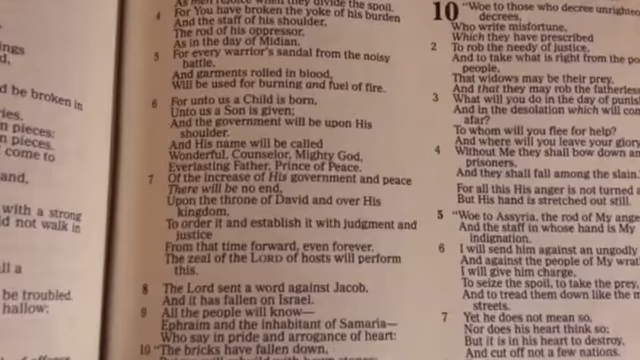 ings
d,
d be broken in
ries.
n pieces;
n pieces.
come to
and,
with a strong
d not walk in
ll a
be troubled.
hallow;
As men rejoice when they divide the spoil.
4 For You have broken the yoke of his burden
And the staff of his shoulder,
The rod of his oppressor,
As in the day of Midian.
5 For every warrior's sandal from the noisy
battle,
And garments rolled in blood,
Will be used for burning and fuel of fire.
6 For unto us a Child is born,
Unto us a Son is given;
And the government will be upon His
shoulder.
And His name will be called
Wonderful, Counselor, Mighty God,
Everlasting Father, Prince of Peace.
7 Of the increase of His government and peace
There will be no end,
Upon the throne of David and over His
kingdom,
To order it and establish it with judgment and
justice
From that time forward, even forever.
The zeal of the LORD of hosts will perform
this.
8 The Lord sent a word against Jacob,
And it has fallen on Israel.
9 All the people will know—
Ephraim and the inhabitant of Samaria—
Who say in pride and arrogance of heart:
10 "The bricks have fallen down,
10 "Woe to those who decree unrighteo
decrees,
Who write misfortune,
Which they have prescribed
2 To rob the needy of justice,
And to take what is right from the po
people,
That widows may be their prey,
And that they may rob the fatherless
3 What will you do in the day of punis
And in the desolation which will com
afar?
To whom will you flee for help?
And where will you leave your glory
4 Without Me they shall bow down am
prisoners,
And they shall fall among the slain."
For all this His anger is not turned a
But His hand is stretched out still.
5 "Woe to Assyria, the rod of My ange
And the staff in whose hand is My
indignation.
6 I will send him against an ungodly
And against the people of My wrat
I will give him charge,
To seize the spoil, to take the prey,
And to tread them down like the m
streets.
7 Yet he does not mean so,
Nor does his heart think so;
But it is in his heart to destroy,
And cut off not a few nations.